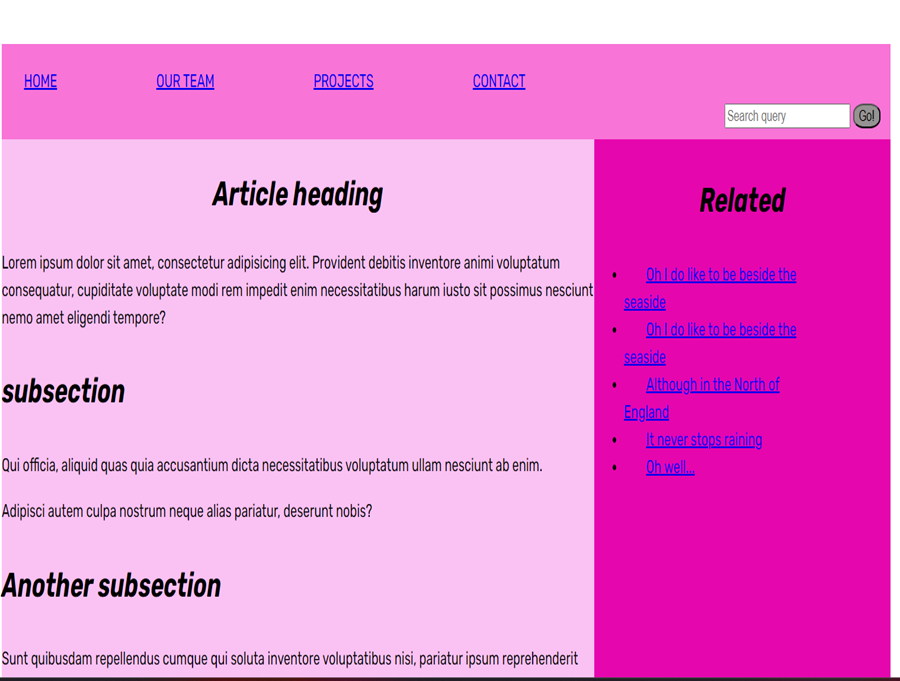 HOME OUR TEAM PROJECTS CONTACT
Search query Go!
Article heading
Lorem ipsum dolor sit amet, consectetur adipisicing elit. Provident debitis inventore animi voluptatum
consequatur, cupiditate voluptate modi rem impedit enim necessitatibus harum iusto sit possimus nesciunt
nemo amet eligendi tempore?
subsection
Qui officia, aliquid quas quia accusantium dicta necessitatibus voluptatum ullam nesciunt ab enim.
Adipisci autem culpa nostrum neque alias pariatur, deserunt nobis?
Another subsection
Sunt quibusdam repellendus cumque qui soluta inventore voluptatibus nisi, pariatur ipsum reprehenderit
Related
Oh I do like to be beside the
seaside
Oh I do like to be beside the
seaside
Although in the North of
England
It never stops raining
Oh well...